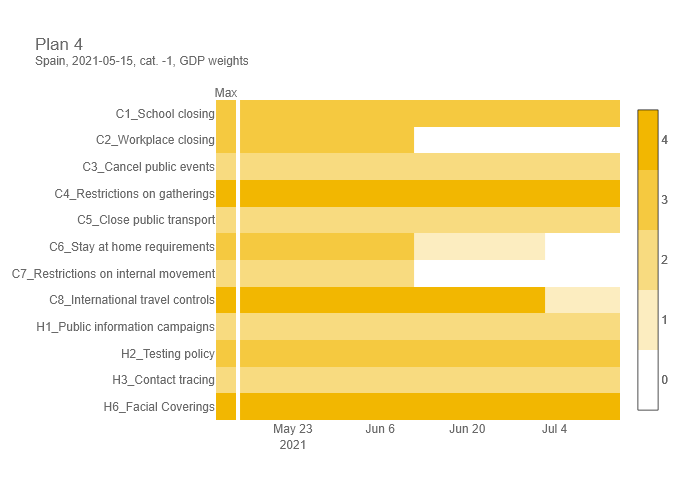 Plan 4
Spain, 2021-05-15, cat. -1, GDP weights
Max
C1_School closing
C2_Workplace closing
C3_Cancel public events
C4_Restrictions on gatherings
C5_Close public transport
C6_Stay at home requirements
C7_Restrictions on internal movement
C8_International travel controls
H1_Public information campaigns
H2_Testing policy
H3_Contact tracing
H6_Facial Coverings
May 23
2021
Jun 6
Jun 20
Jul 4
4
3
2
1
0